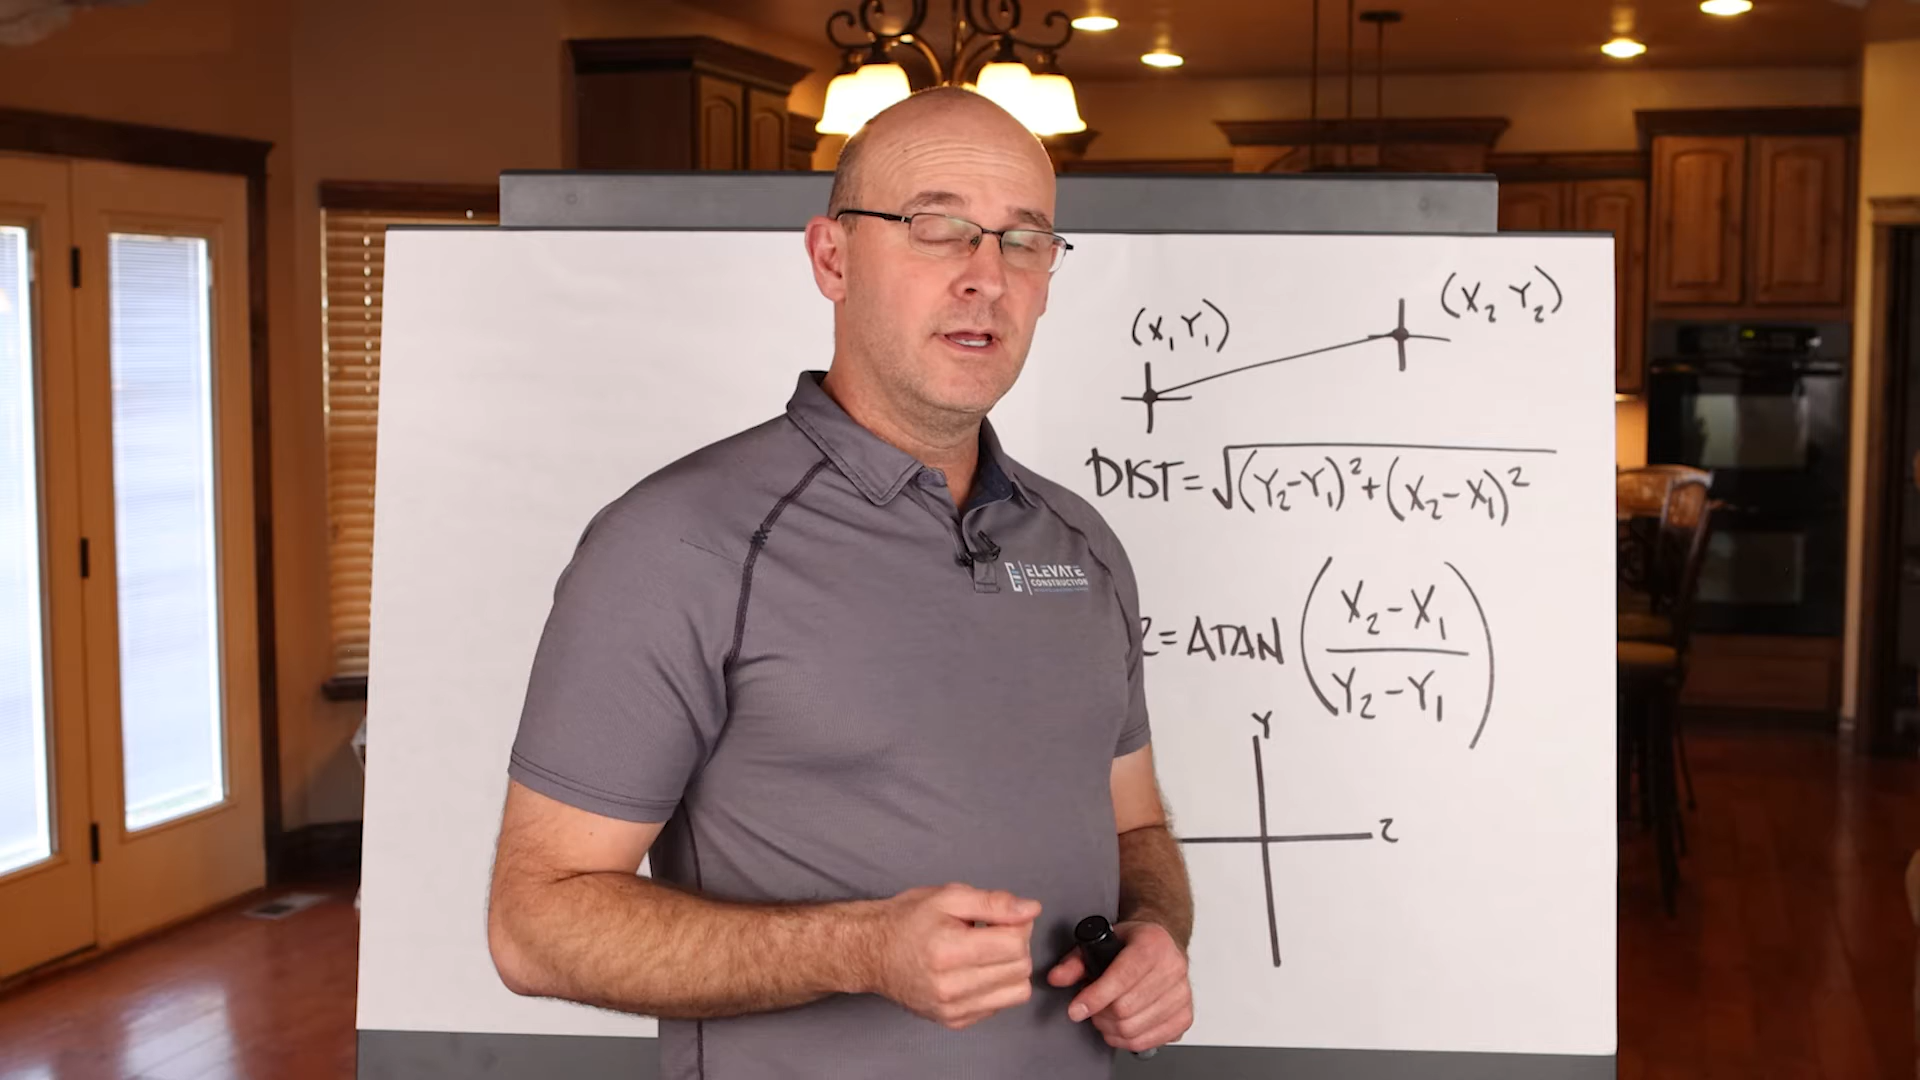 (X₁ Y₁)
(X₂ Y₂)
DIST = √(Y₂-Y₁)² + (X₂-X₁)²
Z = ATAN (X₂-X₁ / Y₂-Y₁)
Y
Z
ELEVATE
CONSTRUCTION